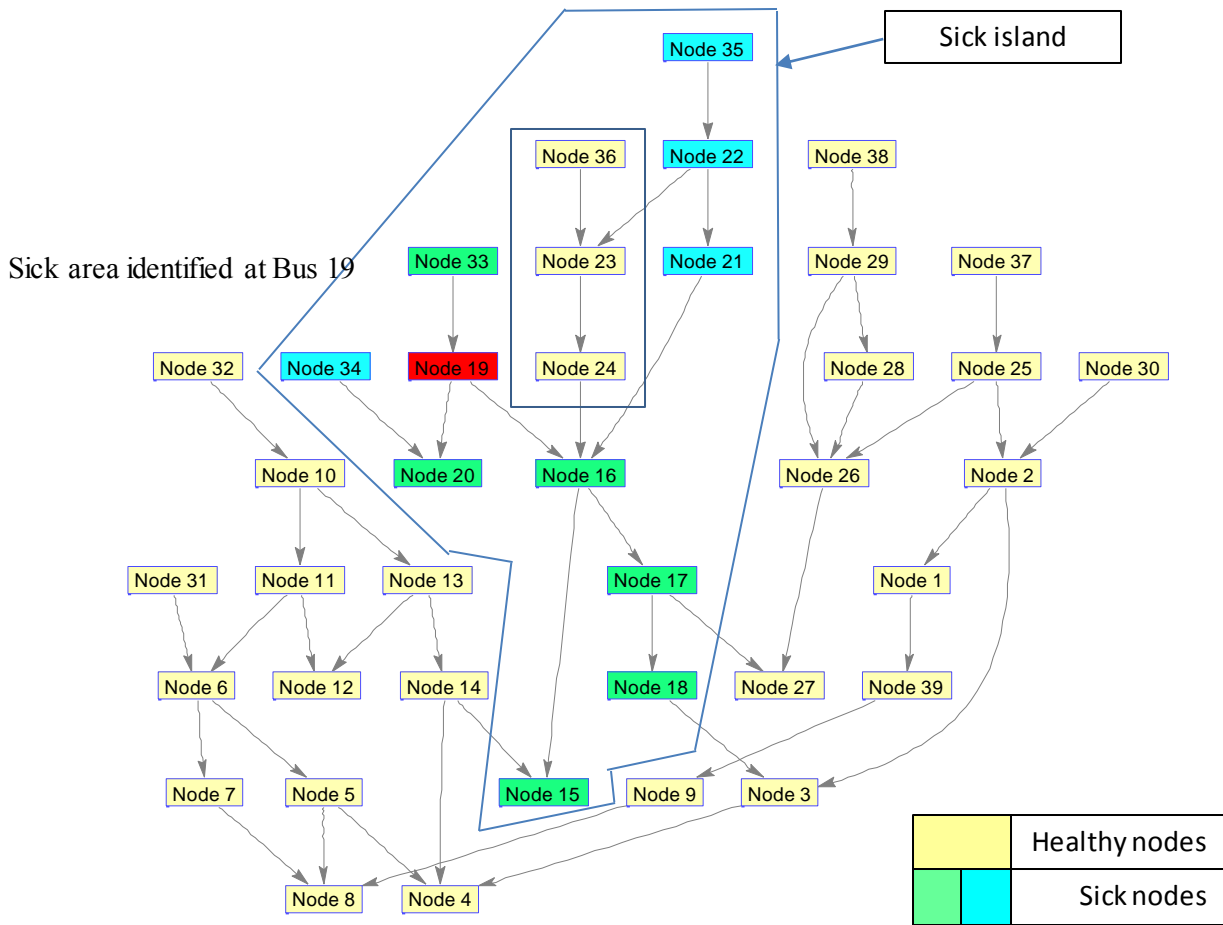 Node 35
Sick island
Node 36
Node 22
Node 38
Sick area identified at Bus 19
Node 33
Node 23
Node 21
Node 29
Node 37
Node 32
Node 34
Node 19
Node 24
Node 28
Node 25
Node 30
Node 10
Node 20
Node 16
Node 26
Node 2
Node 31
Node 11
Node 13
Node 17
Node 1
Node 6
Node 12
Node 14
Node 18
Node 27
Node 39
Node 7
Node 5
Node 15
Node 9
Node 3
Node 8
Node 4
Healthy nodes
Sick nodes